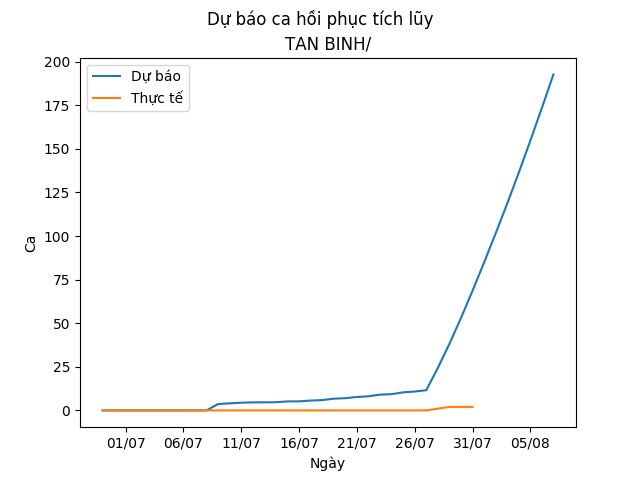 Dự báo ca hồi phục tích lũy
TAN BINH/
Dự báo
Thực tế
Ca
200
175
150
125
100
75
50
25
0
01/07 06/07 11/07 16/07 21/07 26/07 31/07 05/08
Ngày